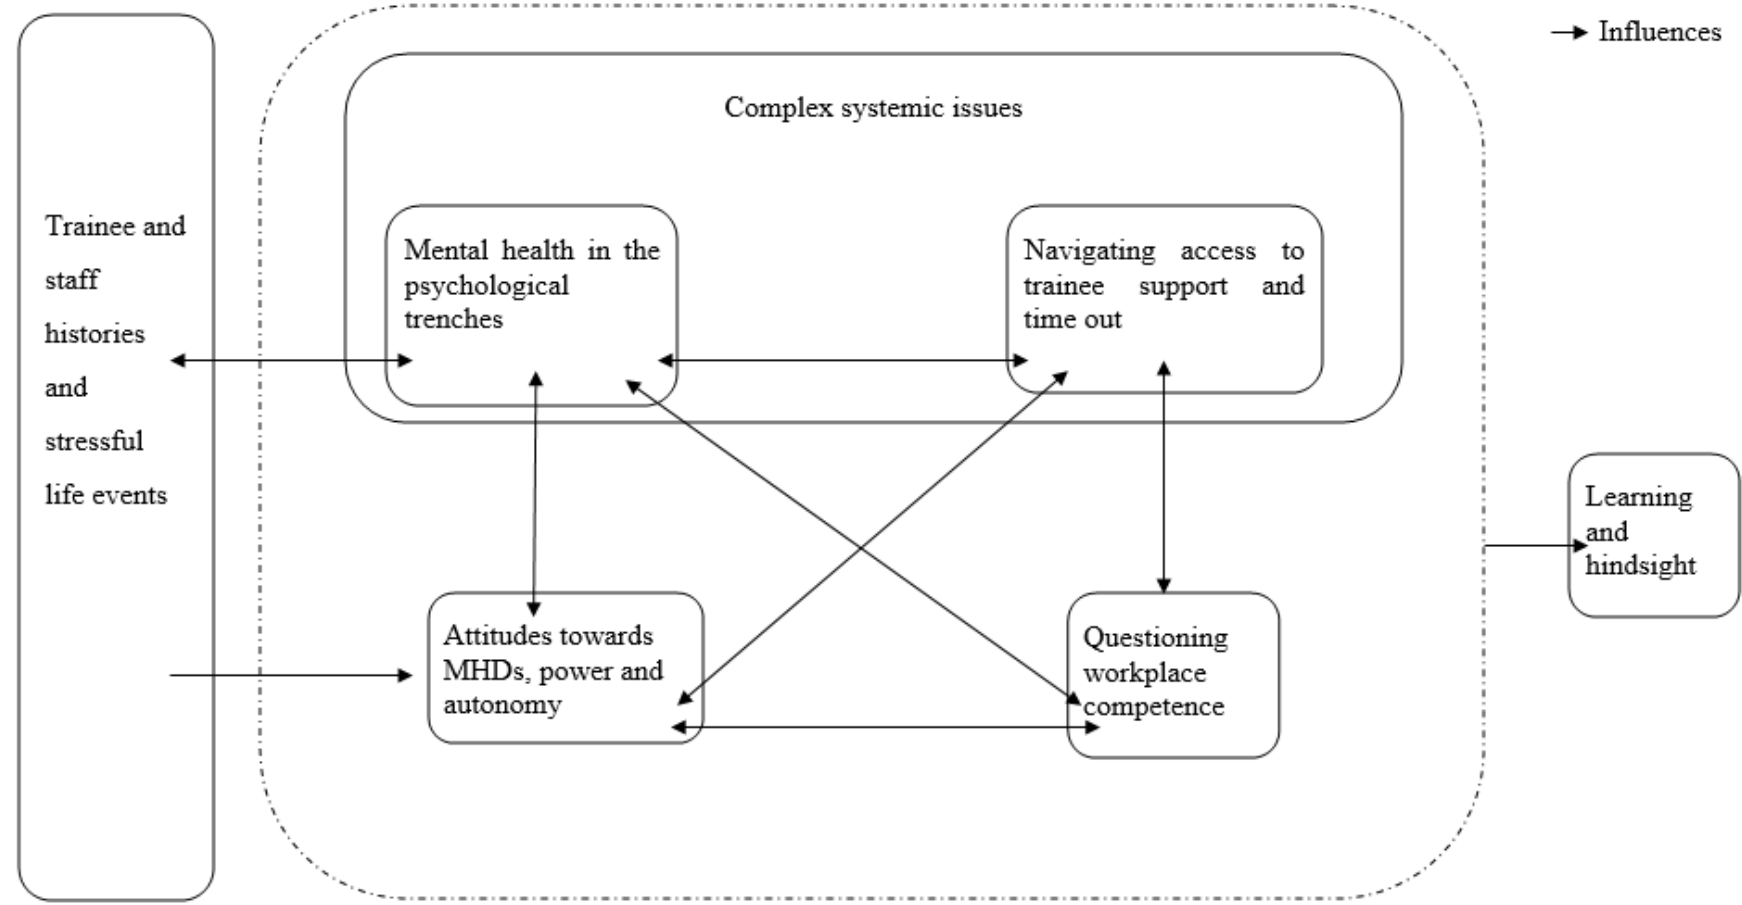 Trainee and
staff
histories
and
stressful
life events
Complex systemic issues
Mental health in the
psychological
trenches
Navigating access to
trainee support and
time out
Attitudes towards
MHDs, power and
autonomy
Questioning
workplace
competence
Influences
Learning
and
hindsight